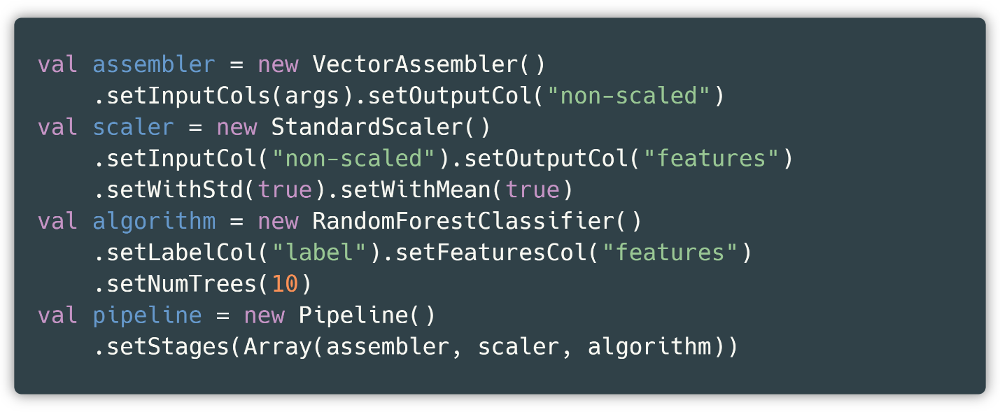 val assembler = new VectorAssembler()
    .setInputCols(args).setOutputCol("non-scaled")
val scaler = new StandardScaler()
    .setInputCol("non-scaled").setOutputCol("features")
    .setWithStd(true).setWithMean(true)
val algorithm = new RandomForestClassifier()
    .setLabelCol("label").setFeaturesCol("features")
    .setNumTrees(10)
val pipeline = new Pipeline()
    .setStages(Array(assembler, scaler, algorithm))